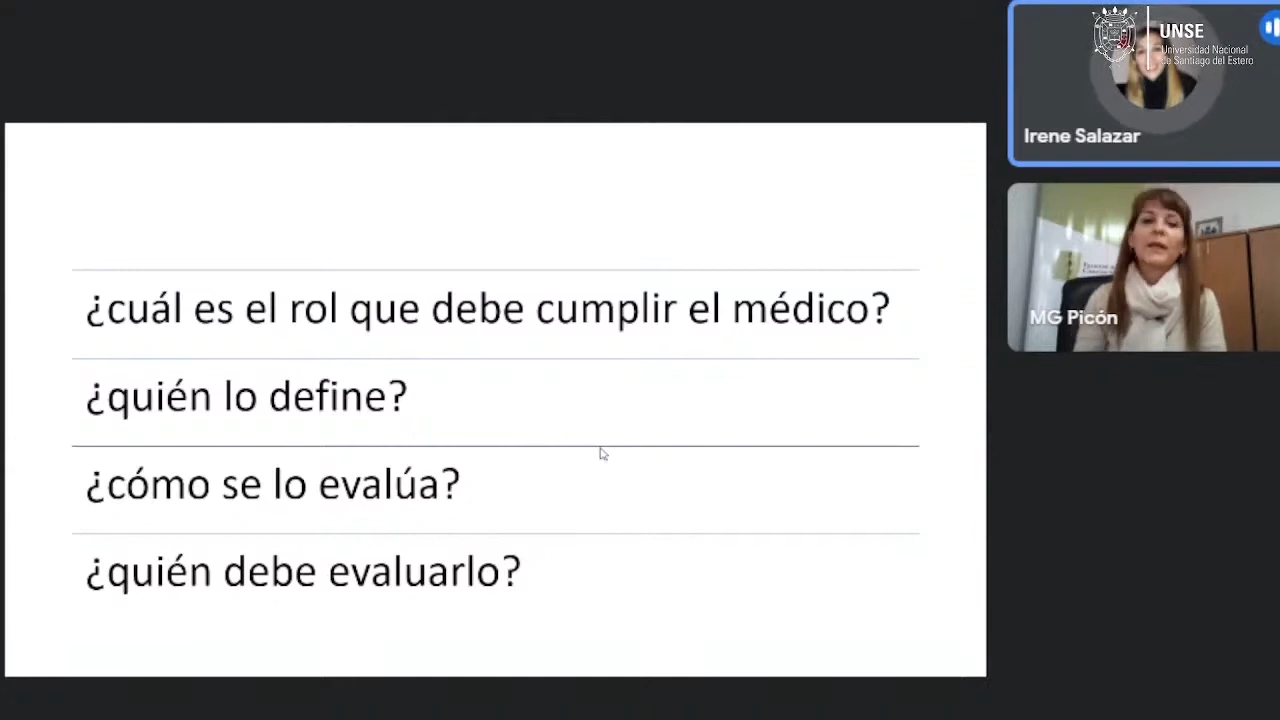 ¿cuál es el rol que debe cumplir el médico?
¿quién lo define?
¿cómo se lo evalúa?
¿quién debe evaluarlo?
UNSE
Universidad Nacional
de Santiago del Estero
Irene Salazar
MG Picón